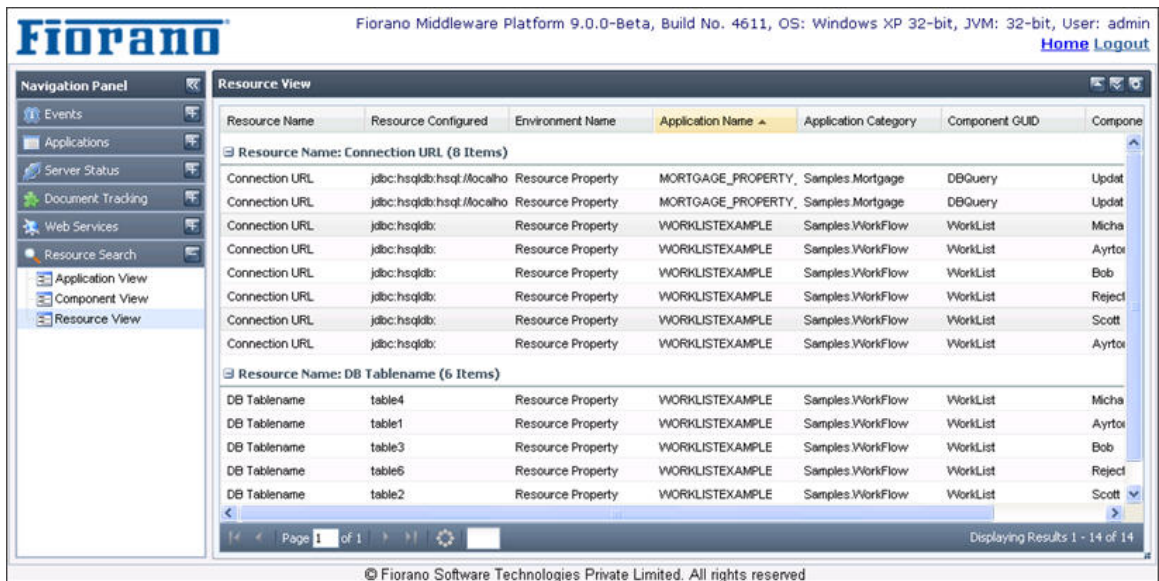 Fiorano
Fiorano Middleware Platform 9.0.0-Beta, Build No. 4611, OS: Windows XP 32-bit, JVM: 32-bit, User: admin
Home Logout
Navigation Panel
Events
Applications
Server Status
Document Tracking
Web Services
Resource Search
Application View
Component View
Resource View
Resource View
Resource Name Resource Configured Environment Name Application Name Application Category Component GUID Compone
Resource Name: Connection URL (8 Items)
Connection URL jdbc:hsqldb:hsql://localho Resource Property MORTGAGE_PROPERTY_ Samples.Mortgage DBQuery Updat
Connection URL jdbc:hsqldb:hsql://localho Resource Property MORTGAGE_PROPERTY_ Samples.Mortgage DBQuery Updat
Connection URL jdbc:hsqldb: Resource Property WORKLISTEXAMPLE Samples.WorkFlow WorkList Micha
Connection URL jdbc:hsqldb: Resource Property WORKLISTEXAMPLE Samples.WorkFlow WorkList Ayrto
Connection URL jdbc:hsqldb: Resource Property WORKLISTEXAMPLE Samples.WorkFlow WorkList Bob
Connection URL jdbc:hsqldb: Resource Property WORKLISTEXAMPLE Samples.WorkFlow WorkList Reject
Connection URL jdbc:hsqldb: Resource Property WORKLISTEXAMPLE Samples.WorkFlow WorkList Scott
Connection URL jdbc:hsqldb: Resource Property WORKLISTEXAMPLE Samples.WorkFlow WorkList Ayrto
Resource Name: DB Tablename (6 Items)
DB Tablename table4 Resource Property WORKLISTEXAMPLE Samples.WorkFlow WorkList Micha
DB Tablename table1 Resource Property WORKLISTEXAMPLE Samples.WorkFlow WorkList Ayrto
DB Tablename table3 Resource Property WORKLISTEXAMPLE Samples.WorkFlow WorkList Bob
DB Tablename table6 Resource Property WORKLISTEXAMPLE Samples.WorkFlow WorkList Reject
DB Tablename table2 Resource Property WORKLISTEXAMPLE Samples.WorkFlow WorkList Scott
Page 1 of 1 Displaying Results 1 - 14 of 14
© Fiorano Software Technologies Private Limited. All rights reserved